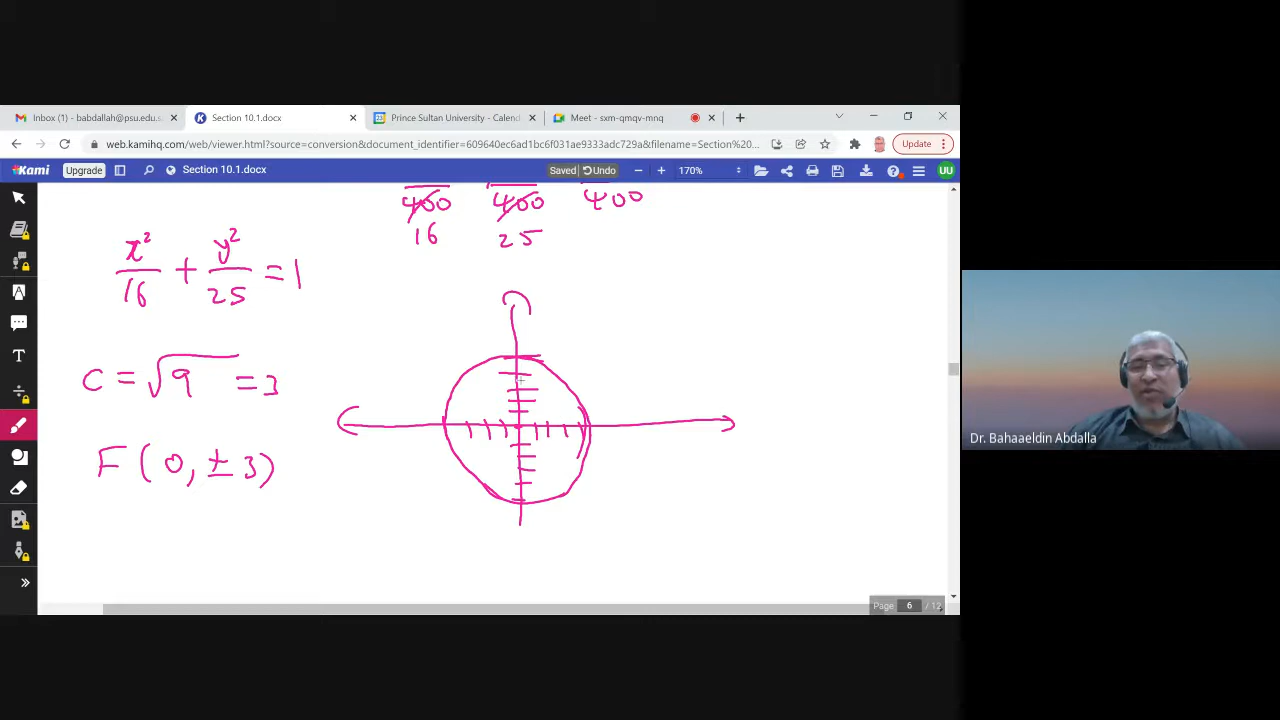 Inbox (1) - babdallah@psu.edu.s
Section 10.1.docx
Prince Sultan University - Calend
Meet - sxm-qmqv-mnq
web.kamihq.com/web/viewer.html?source=conversion&document_identifier=609640ec6ad1bc6f031ae9333adc729a&filename=Section%20...
Update
Kami
Upgrade
Section 10.1.docx
Saved
Undo
170%
UU
400 400 400
16 25
x²/16 + y²/25 = 1
C = √9 = 3
F (0, ± 3)
Dr. Bahaaeldin Abdalla
Page 6 / 12